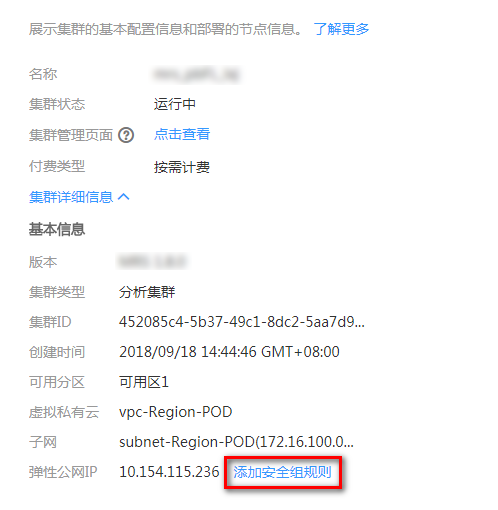 展示集群的基本配置信息和部署的节点信息。 了解更多
名称
集群状态 运行中
集群管理页面 ? 点击查看
付费类型 按需计费
集群详细信息
基本信息
版本
集群类型 分析集群
集群ID 452085c4-5b37-49c1-8dc2-5aa7d9...
创建时间 2018/09/18 14:44:46 GMT+08:00
可用分区 可用区1
虚拟私有云 vpc-Region-POD
子网 subnet-Region-POD(172.16.100.0...
弹性公网IP 10.154.115.236 添加安全组规则